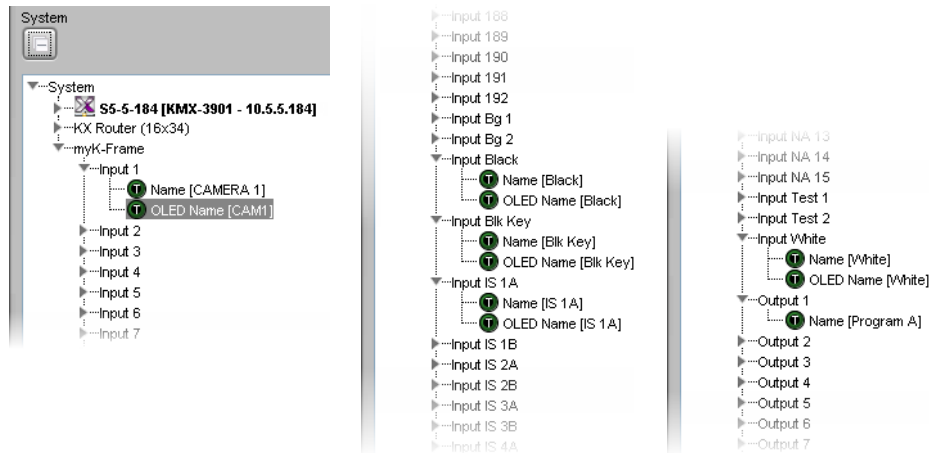 System
System
S5-5-184 [KMX-3901 - 10.5.5.184]
KX Router (16x34)
myK-Frame
Input 1
Name [CAMERA 1]
OLED Name [CAM1]
Input 2
Input 3
Input 4
Input 5
Input 6
Input 7
Input 188
Input 189
Input 190
Input 191
Input 192
Input Bg 1
Input Bg 2
Input Black
Name [Black]
OLED Name [Black]
Input Blk Key
Name [Blk Key]
OLED Name [Blk Key]
Input IS 1A
Name [IS 1A]
OLED Name [IS 1A]
Input IS 1B
Input IS 2A
Input IS 2B
Input IS 3A
Input IS 3B
Input IS 4A
Input NA 13
Input NA 14
Input NA 15
Input Test 1
Input Test 2
Input White
Name [White]
OLED Name [White]
Output 1
Name [Program A]
Output 2
Output 3
Output 4
Output 5
Output 6
Output 7